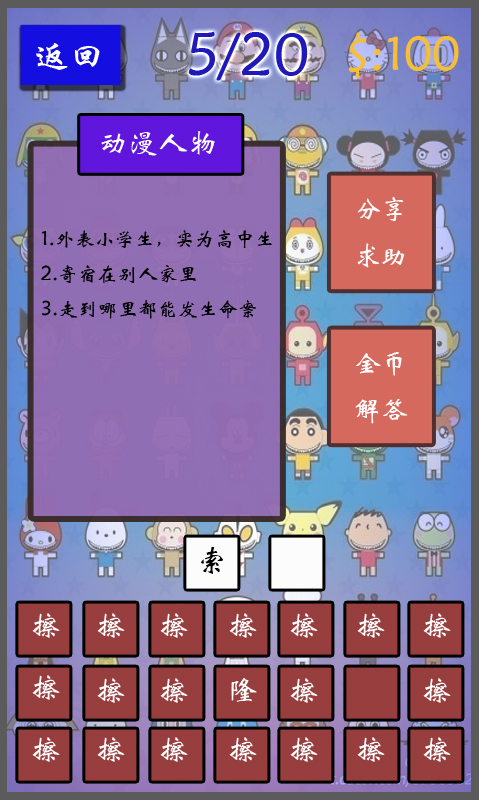 返回
5/20
$:100
动漫人物
1.外表小学生，实为高中生
2.寄宿在别人家里
3.走到哪里都能发生命案
分享
求助
金币
解答
索
擦 擦 擦 擦 擦 擦 擦
擦 擦 擦 隆 擦 擦
擦 擦 擦 擦 擦 擦 擦